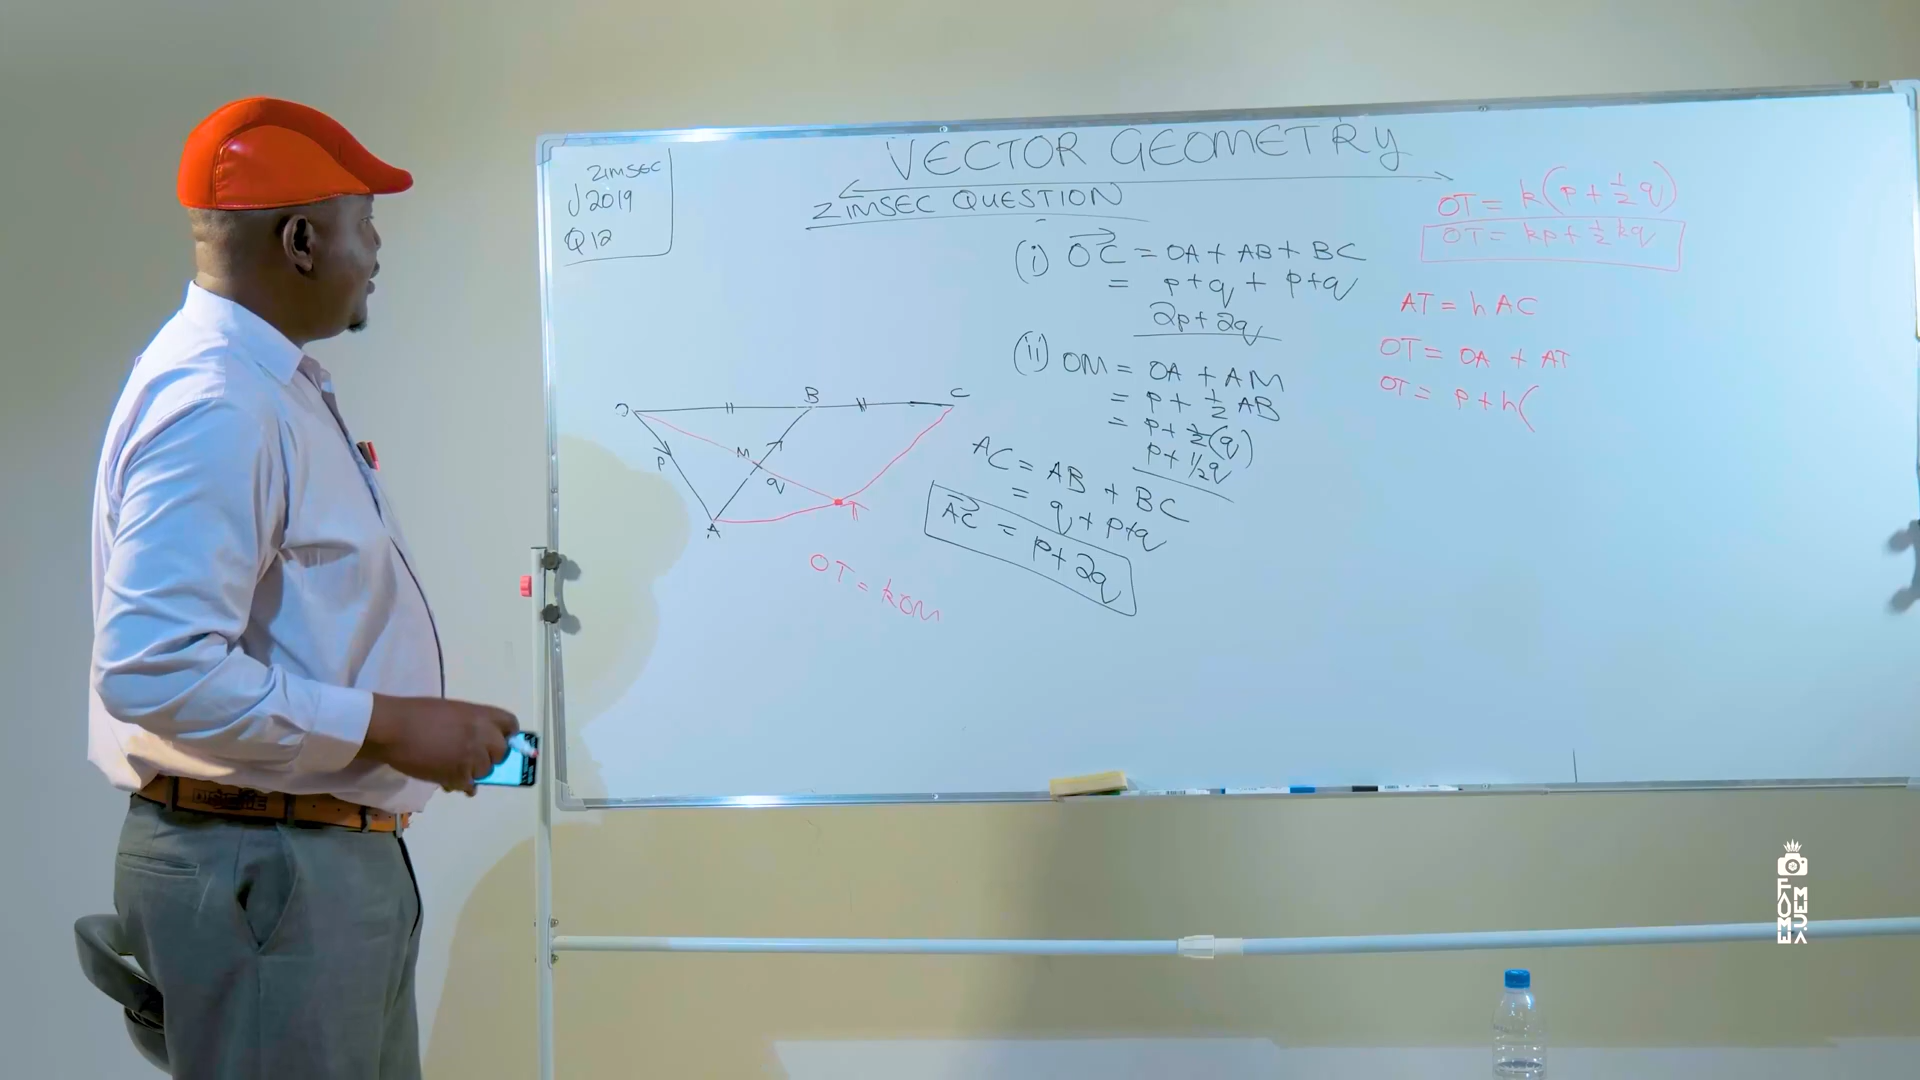 VECTOR GEOMETRY
ZIMSEC
J2019
Q12
ZIMSEC QUESTION
(i) OC = OA + AB + BC
= p+q + p+q
2p+2q
(ii) OM = OA + AM
= p + 1/2 AB
= p + 1/2(q)
p + 1/2q
AC = AB + BC
= q + p+q
AC = p+2q
O
B
C
P
M
q
A
T
OT = kOM
OT = k(p + 1/2 q)
OT = kp + 1/2 kq
AT = h AC
OT = OA + AT
OT = p + h(